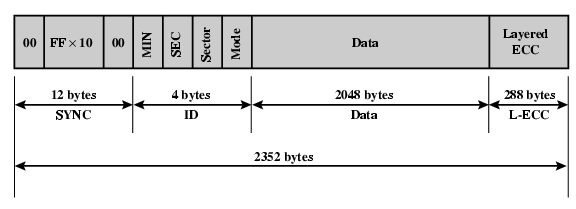 00 FF × 10 00 MIN SEC Sector Mode Data Layered
ECC
12 bytes 4 bytes 2048 bytes 288 bytes
SYNC ID Data L-ECC
2352 bytes